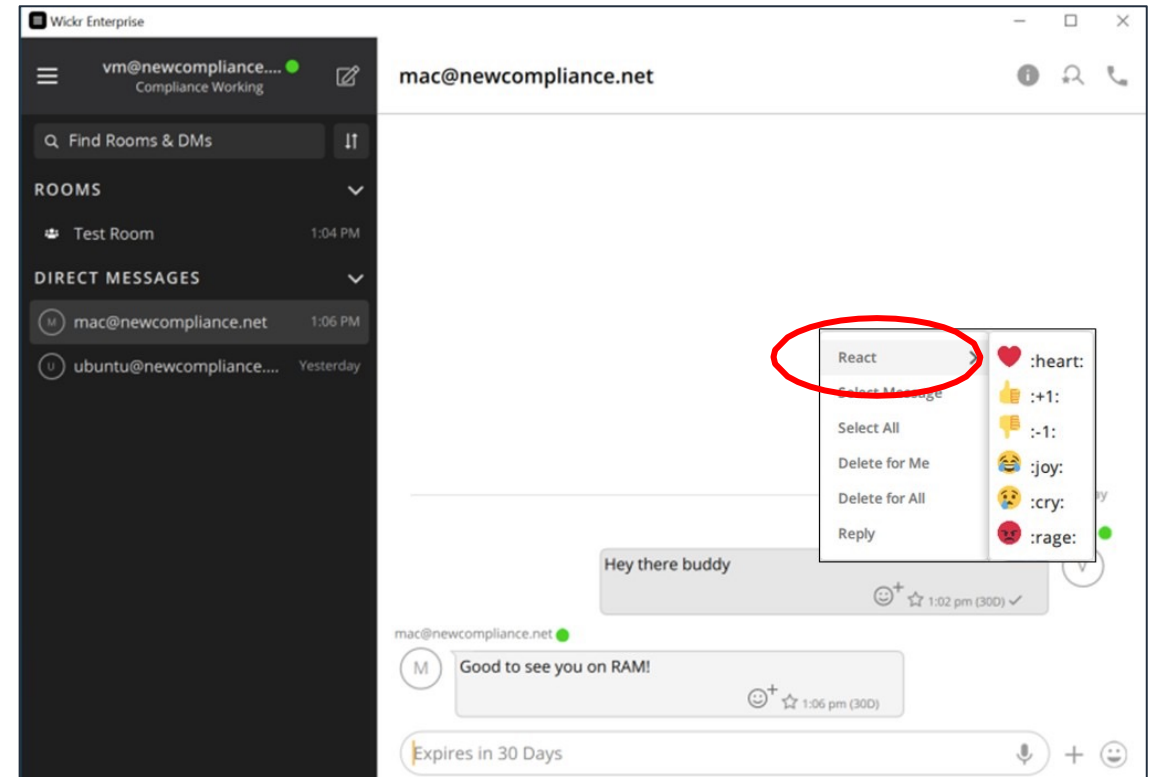 Wickr Enterprise
vm@newcompliance....
Compliance Working
mac@newcompliance.net
Find Rooms & DMs
ROOMS
Test Room 1:04 PM
DIRECT MESSAGES
M mac@newcompliance.net 1:06 PM
U ubuntu@newcompliance.... Yesterday
React
Select Message
Select All
Delete for Me
Delete for All
Reply
:heart:
:+1:
:-1:
:joy:
:cry:
:rage:
Hey there buddy
1:02 pm (30D)
V
mac@newcompliance.net
M
Good to see you on RAM!
1:06 pm (30D)
Expires in 30 Days